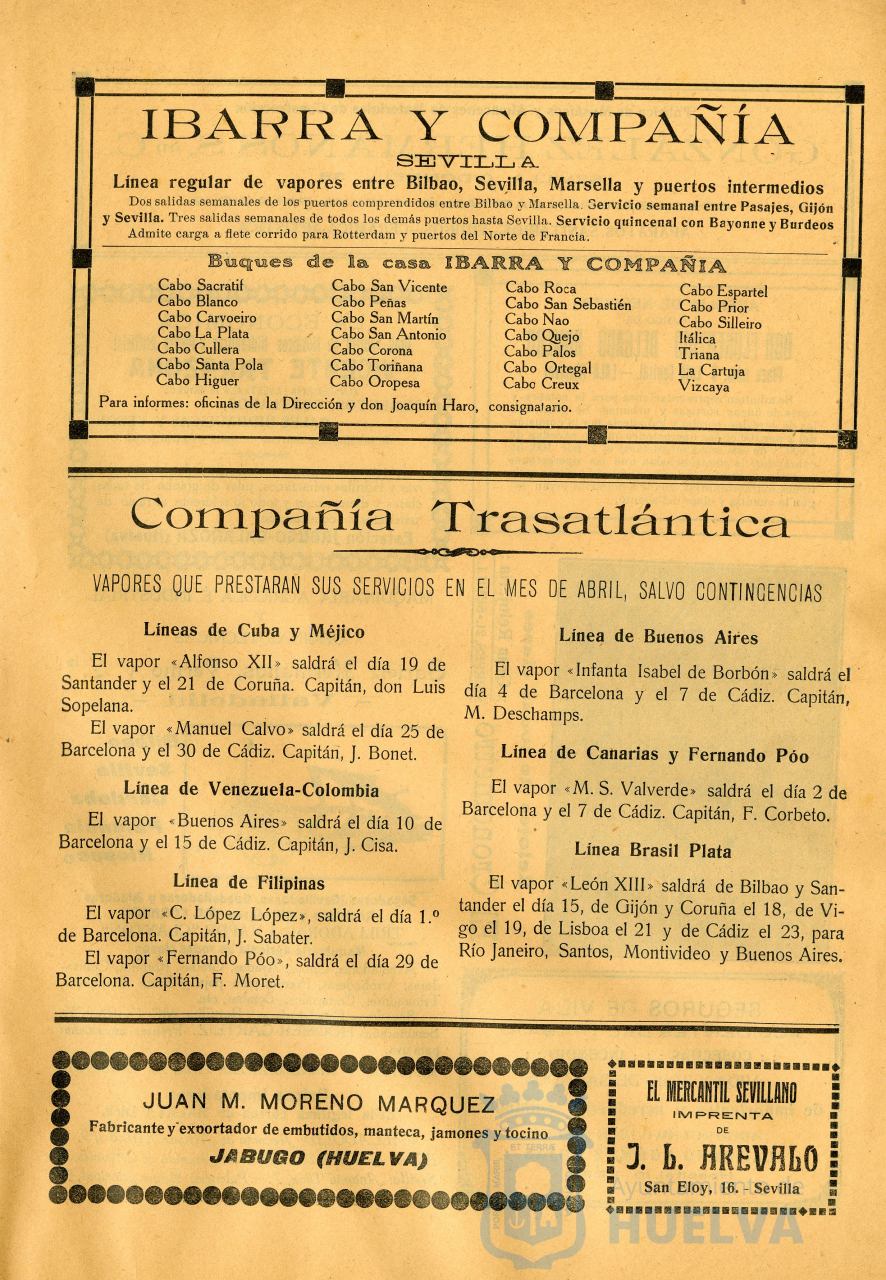 IBARRA Y COMPAÑÍA
SEVILLA
Línea regular de vapores entre Bilbao, Sevilla, Marsella y puertos intermedios
Dos salidas semanales de los puertos comprendidos entre Bilbao y Marsella. Servicio semanal entre Pasajes, Gijón
y Sevilla. Tres salidas semanales de todos los demás puertos hasta Sevilla. Servicio quincenal con Bayonne y Burdeos
Admite carga a flete corrido para Rotterdam y puertos del Norte de Francia.
Buques de la casa IBARRA Y COMPAÑIA
Cabo Sacratif
Cabo Blanco
Cabo Carvoeiro
Cabo La Plata
Cabo Cullera
Cabo Santa Pola
Cabo Higuer
Cabo San Vicente
Cabo Peñas
Cabo San Martín
Cabo San Antonio
Cabo Corona
Cabo Toriñana
Cabo Oropesa
Cabo Roca
Cabo San Sebastién
Cabo Nao
Cabo Quejo
Cabo Palos
Cabo Ortegal
Cabo Creux
Cabo Espartel
Cabo Prior
Cabo Silleiro
Itálica
Triana
La Cartuja
Vizcaya
Para informes: oficinas de la Dirección y don Joaquín Haro, consignatario.
Compañía Trasatlántica
VAPORES QUE PRESTARAN SUS SERVICIOS EN EL MES DE ABRIL, SALVO CONTINGENCIAS
Líneas de Cuba y Méjico
El vapor «Alfonso XII» saldrá el día 19 de
Santander y el 21 de Coruña. Capitán, don Luis
Sopelana.
El vapor «Manuel Calvo» saldrá el día 25 de
Barcelona y el 30 de Cádiz. Capitán, J. Bonet.
Línea de Venezuela-Colombia
El vapor «Buenos Aires» saldrá el día 10 de
Barcelona y el 15 de Cádiz. Capitán, J. Cisa.
Línea de Filipinas
El vapor «C. López López», saldrá el día 1.º
de Barcelona. Capitán, J. Sabater.
El vapor «Fernando Póo», saldrá el día 29 de
Barcelona. Capitán, F. Moret.
Línea de Buenos Aires
El vapor «Infanta Isabel de Borbón» saldrá el
día 4 de Barcelona y el 7 de Cádiz. Capitán,
M. Deschamps.
Línea de Canarias y Fernando Póo
El vapor «M. S. Valverde» saldrá el día 2 de
Barcelona y el 7 de Cádiz. Capitán, F. Corbeto.
Línea Brasil Plata
El vapor «León XIII» saldrá de Bilbao y San-
tander el día 15, de Gijón y Coruña el 18, de Vi-
go el 19, de Lisboa el 21 y de Cádiz el 23, para
Río Janeiro, Santos, Montivideo y Buenos Aires.
JUAN M. MORENO MARQUEZ
Fabricante y exportador de embutidos, manteca, jamones y tocino
JABUGO (HUELVA)
EL MERCANTIL SEVILLANO
IMPRENTA
DE
J. L. AREVALO
San Eloy, 16. - Sevilla
Ayuntamiento de
HUELVA